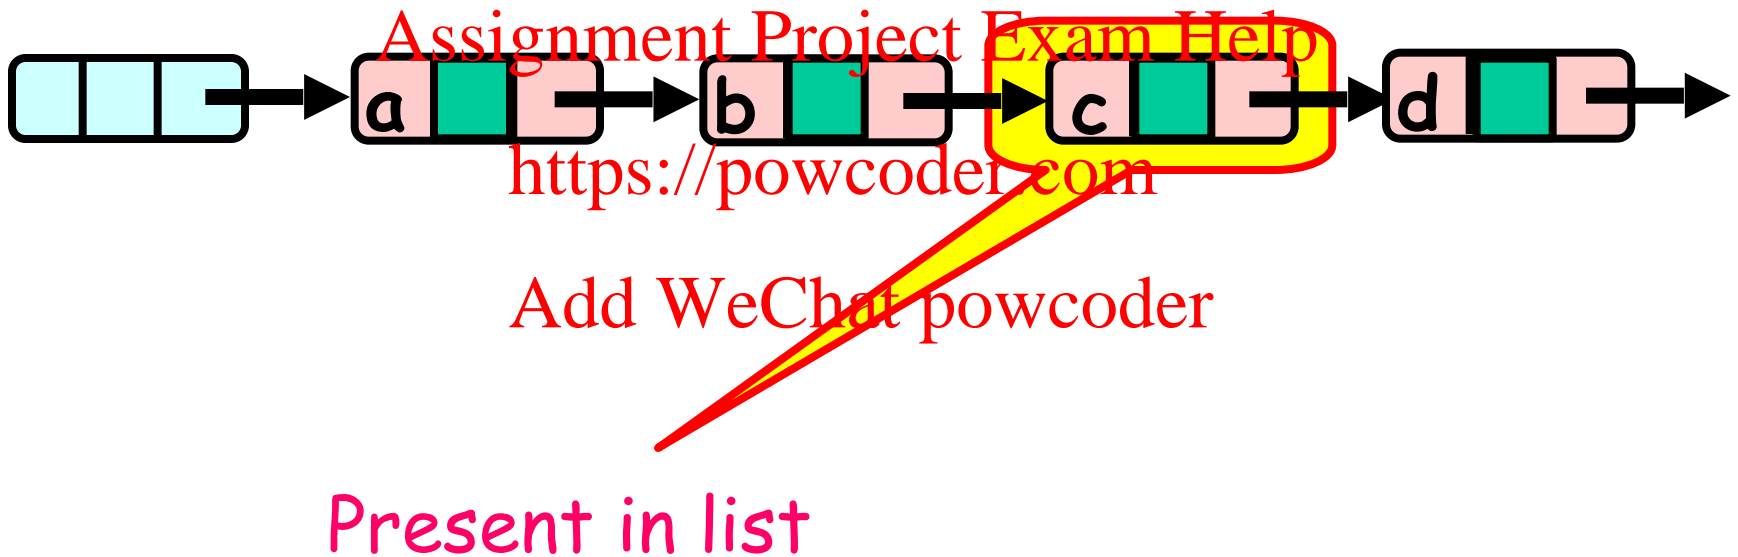 Assignment Project Exam Help
a b c d
https://powcoder.com
Add WeChat powcoder
Present in list